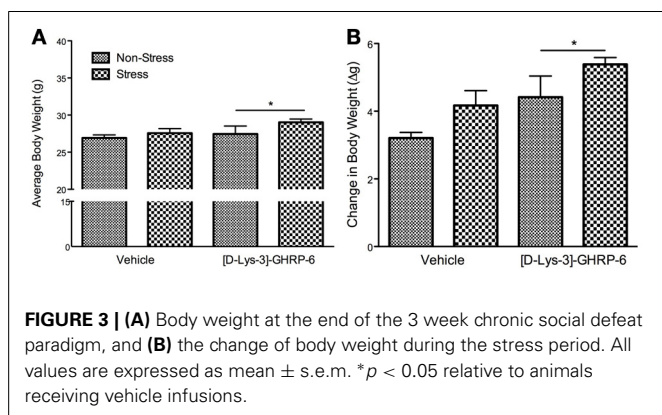 A
B
Non-Stress
Stress
Average Body Weight (g)
40
35
30
25
20
15
0
*
Vehicle
[D-Lys-3]-GHRP-6
Change in Body Weight (Δg)
6
4
2
0
*
Vehicle
[D-Lys-3]-GHRP-6
FIGURE 3 | (A) Body weight at the end of the 3 week chronic social defeat
paradigm, and (B) the change of body weight during the stress period. All
values are expressed as mean ± s.e.m. *p < 0.05 relative to animals
receiving vehicle infusions.